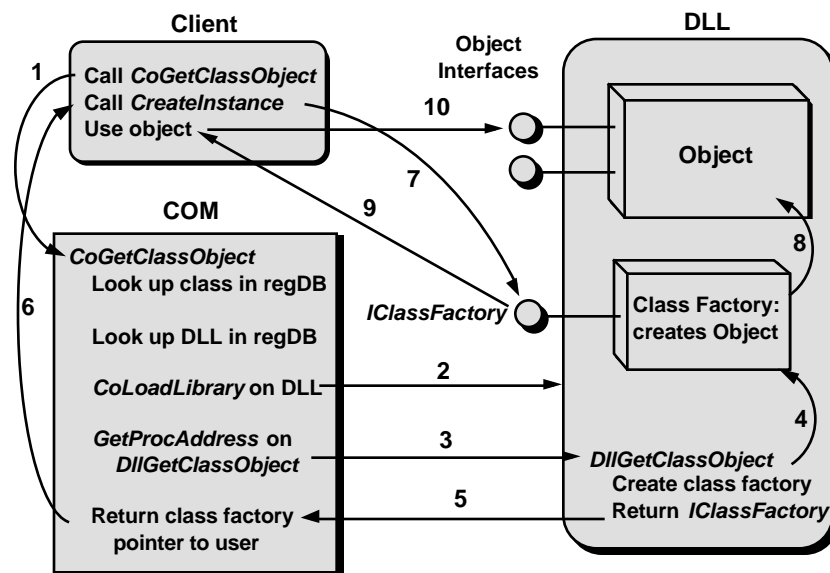 Client
1
Call CoGetClassObject
Call CreateInstance
Use object
Object
Interfaces
DLL
10
Object
7
9
8
COM
CoGetClassObject
Look up class in regDB
6
Look up DLL in regDB
CoLoadLibrary on DLL
2
GetProcAddress on
DllGetClassObject
3
Return class factory
pointer to user
5
IClassFactory
Class Factory:
creates Object
4
DllGetClassObject
Create class factory
Return IClassFactory